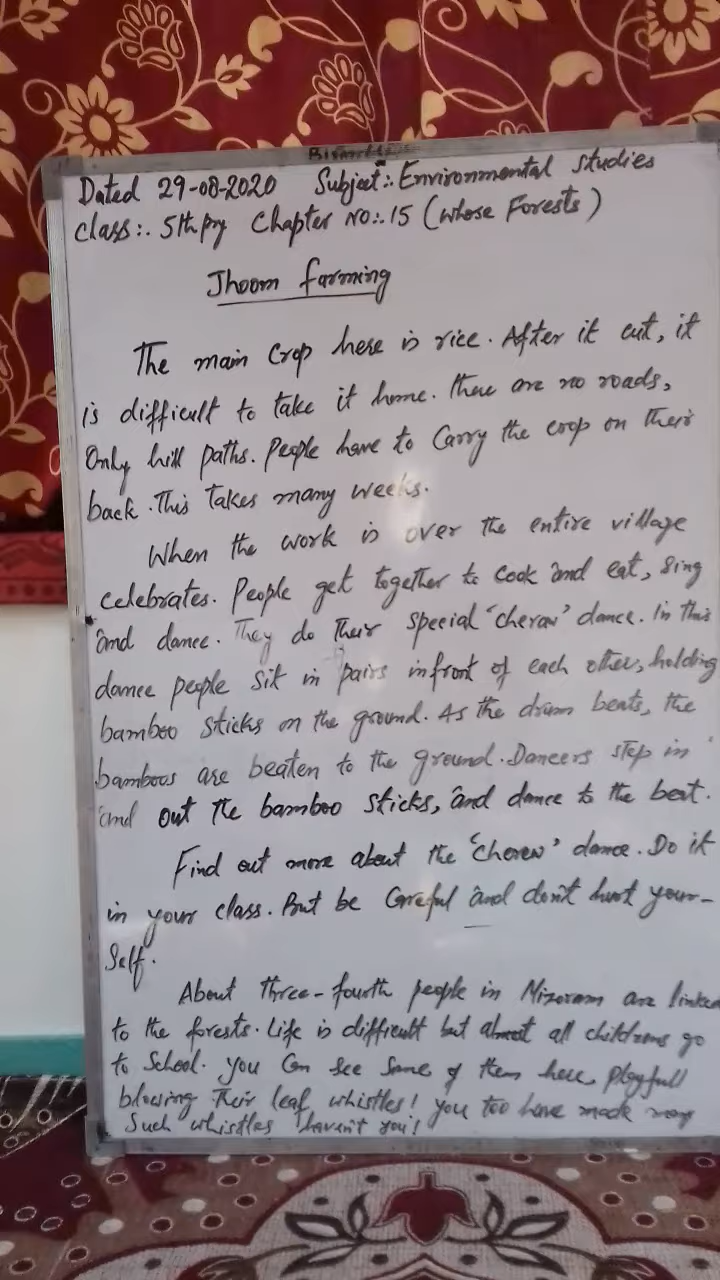 Dated 29-08-2020 Subject:. Environmental Studies
Class:. 5th pry Chapter No:. 15 (Whose Forests)
Jhoom farming
The main Crop here is rice. After it cut, it
is difficult to take it home. there are no roads,
Only hill paths. People have to Carry the crop on their
back. This takes many weeks.
When the work is over the entire village
celebrates. People get together to cook and eat, sing
and dance. They do their special 'cheraw' dance. In this
dance people sit in pairs infront of each other, holding
bamboo sticks on the ground. As the drum beats, the
bamboos are beaten to the ground. Dancers step in
and out the bamboo sticks, and dance to the beat.
Find out more about the 'cherew' dance. Do it
in your class. But be Careful and don't hurt your-
Self.
About three-fourth people in Mizoram are linked
to the forests. Life is difficult but almost all childrens go
to School. you Can see Some of them here, playfull
blowing their leaf whistles! you too have made many
Such whistles haven't you!